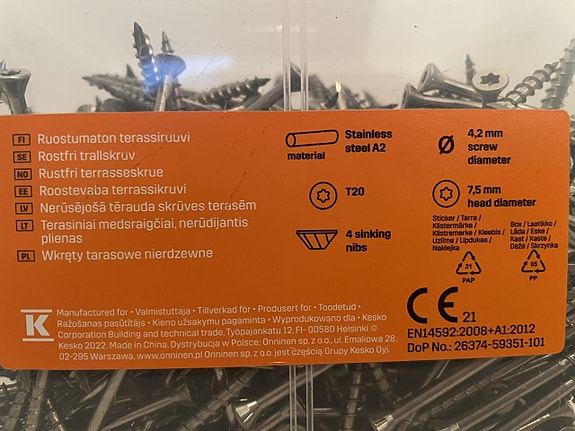 FI Ruostumaton terassiruuvi
SE Rostfri trallskruv
NO Rustfri terrasseskrue
EE Roostevaba terrassikruvi
LV Nerūsējošā tērauda skrūves terasēm
LT Terasiniai medsraigčiai, nerūdijantis
plienas
PL Wkręty tarasowe nierdzewne
material
Stainless
steel A2
T20
4 sinking
nibs
4,2 mm
screw
diameter
7,5 mm
head diameter
Sticker / Tarra /
Klistermärke /
Klistremerke / Kleebis /
Uzlīme / Lipdukas /
Naklejka
21
PAP
Box / Laatikko /
Låda / Eske /
Kast / Kasta /
Dėžė / Skrzynka
05
PP
K
Manufactured for • Valmistuttaja • Tillverkad för • Produsert for • Toodetud •
Ražošanas pasūtītājs • Kieno užsakymu pagaminta • Wyprodukowano dla • Kesko
Corporation Building and technical trade, Työpajankatu 12. FI- 00580 Helsinki ©
Kesko 2022. Made in China. Dystrybucja w Polsce: Onninen sp. z o.o., ul. Emaliowa 28,
02-295 Warszawa, www.onninen.pl Onninen sp. z o.o. jest częścią Grupy Kesko Oyj.
CE 21
EN14592:2008+A1:2012
DoP No.: 26374-59351-101